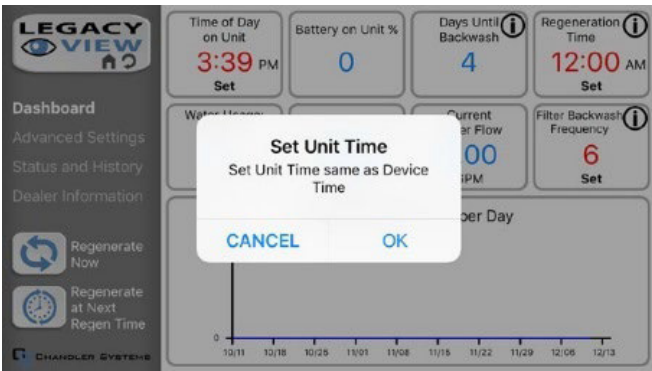 LEGACY
VIEW
Dashboard
Advanced Settings
Status and History
Dealer Information
Regenerate
Now
Regenerate
at Next
Regen Time
CHANDLER SYSTEMS
Time of Day
on Unit
3:39 PM
Set
Battery on Unit %
0
Days Until
Backwash
4
Regeneration
Time
12:00 AM
Set
Water Usage
Current
Flow
GPM
Filter Backwash
Frequency
6
Set
Set Unit Time
Set Unit Time same as Device
Time
CANCEL
OK
per Day
0
10/11 10/18 10/25 11/01 11/08 11/15 11/22 11/29 12/06 12/13